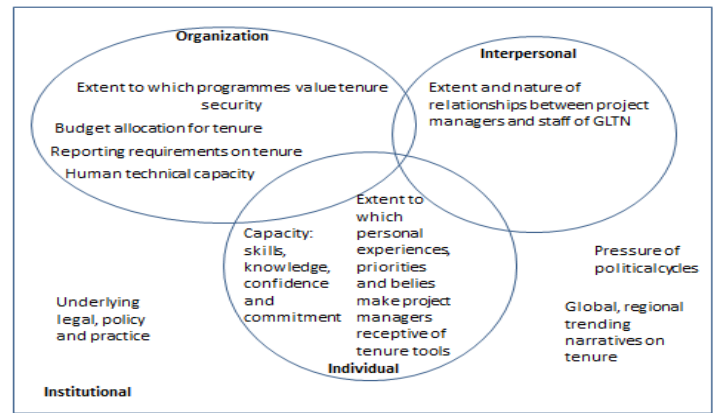 Organization
Extent to which programmes value tenure
security
Budget allocation for tenure
Reporting requirements on tenure
Human technical capacity
Interpersonal
Extent and nature of
relationships between project
managers and staff of GLTN
Capacity:
skills,
knowledge,
confidence
and
commitment
Extent to
which
personal
experiences,
priorities
and belies
make project
managers
receptive of
tenure tools
Individual
Underlying
legal, policy
and practice
Institutional
Pressure of
political cycles
Global, regional
trending
narratives on
tenure